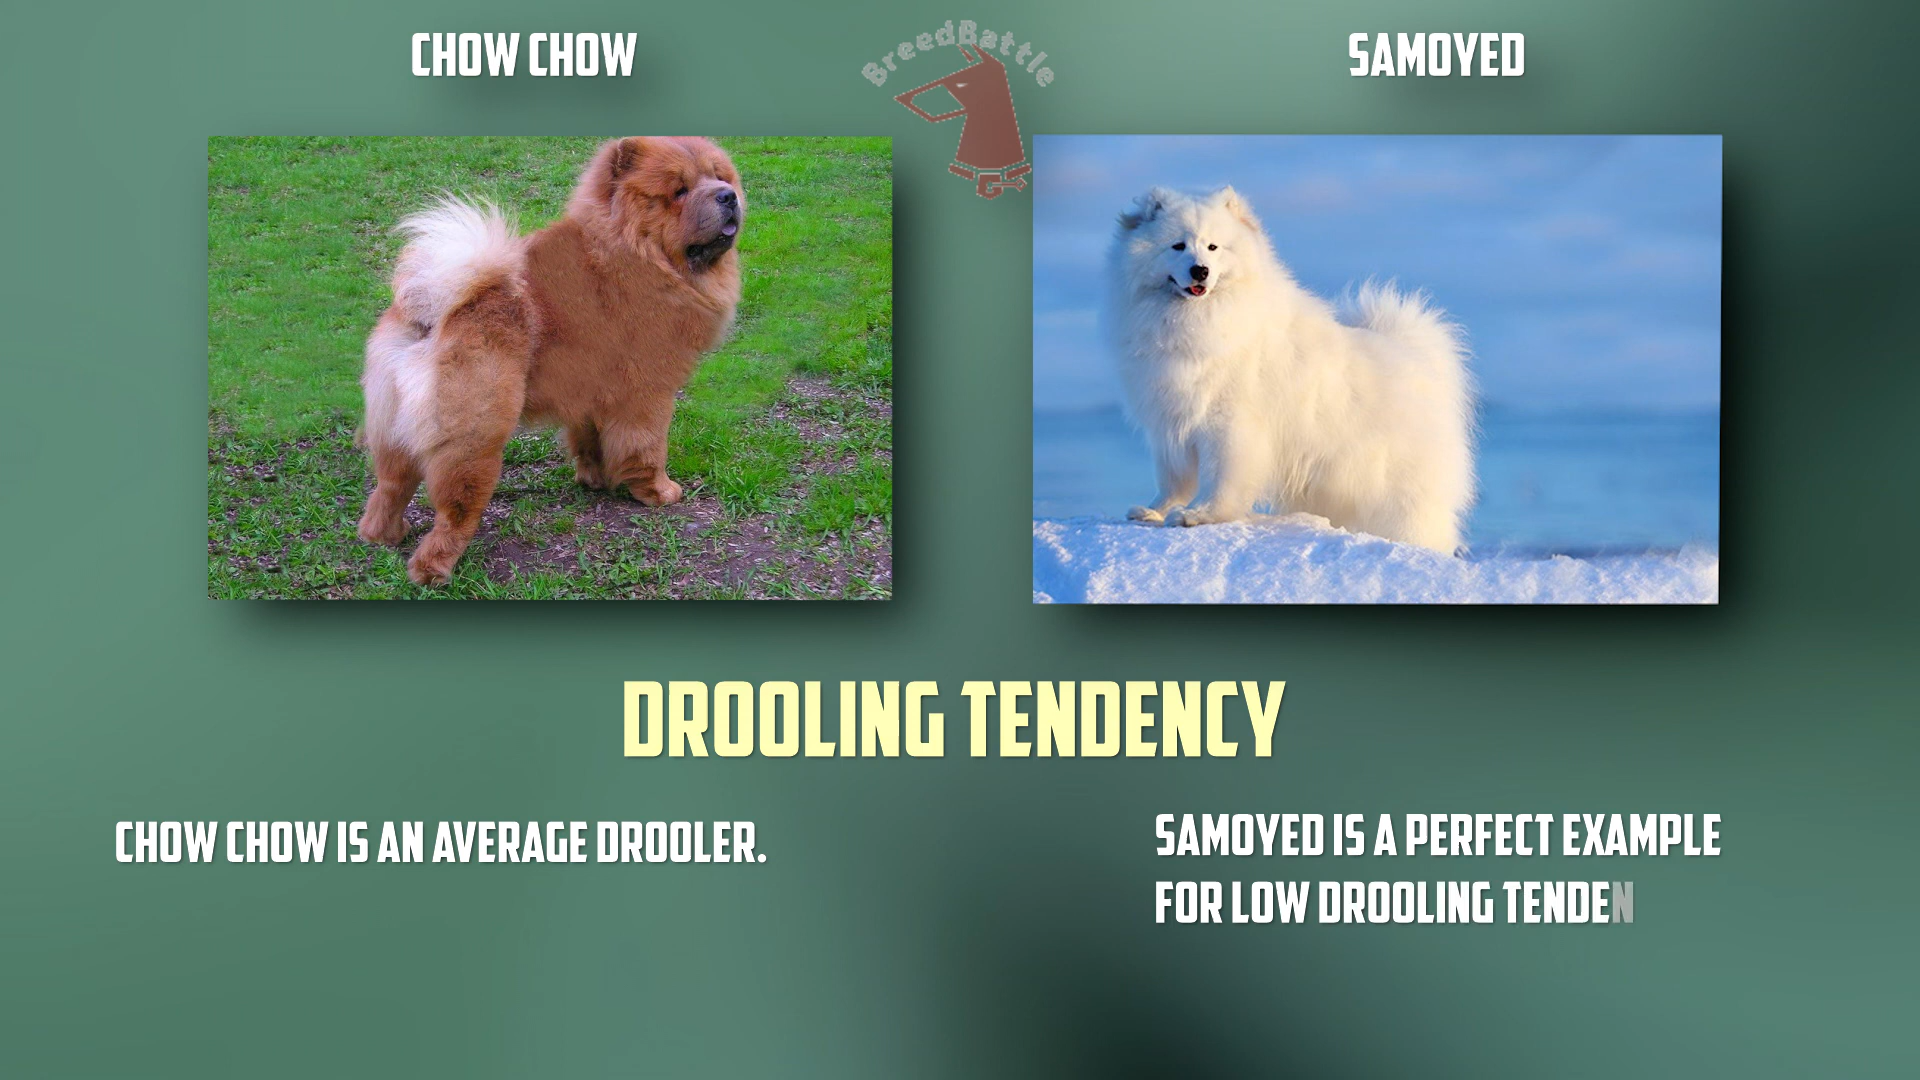 CHOW CHOW
BreedBattle
SAMOYED
DROOLING TENDENCY
CHOW CHOW IS AN AVERAGE DROOLER.
SAMOYED IS A PERFECT EXAMPLE
FOR LOW DROOLING TENDEN